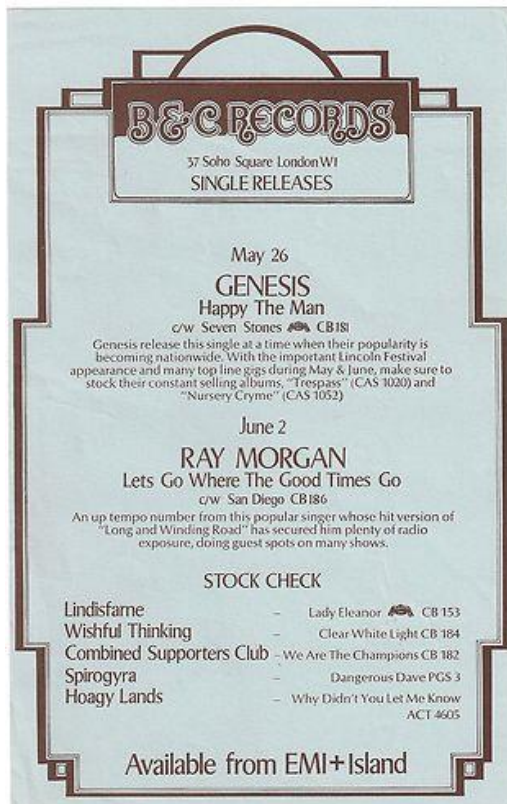 B & C RECORDS
37 Soho Square London W1
SINGLE RELEASES
May 26
GENESIS
Happy The Man
c/w Seven Stones CB181
Genesis release this single at a time when their popularity is
becoming nationwide. With the important Lincoln Festival
appearance and many top line gigs during May & June, make sure to
stock their constant selling albums, "Trespass" (CAS 1020) and
"Nursery Cryme" (CAS 1052)
June 2
RAY MORGAN
Lets Go Where The Good Times Go
c/w San Diego CB186
An up tempo number from this popular singer whose hit version of
"Long and Winding Road" has secured him plenty of radio
exposure, doing guest spots on many shows.
STOCK CHECK
Lindisfarne – Lady Eleanor CB 153
Wishful Thinking – Clear White Light CB 184
Combined Supporters Club – We Are The Champions CB 182
Spirogyra – Dangerous Dave PGS 3
Hoagy Lands – Why Didn't You Let Me Know
ACT 4605
Available from EMI+Island